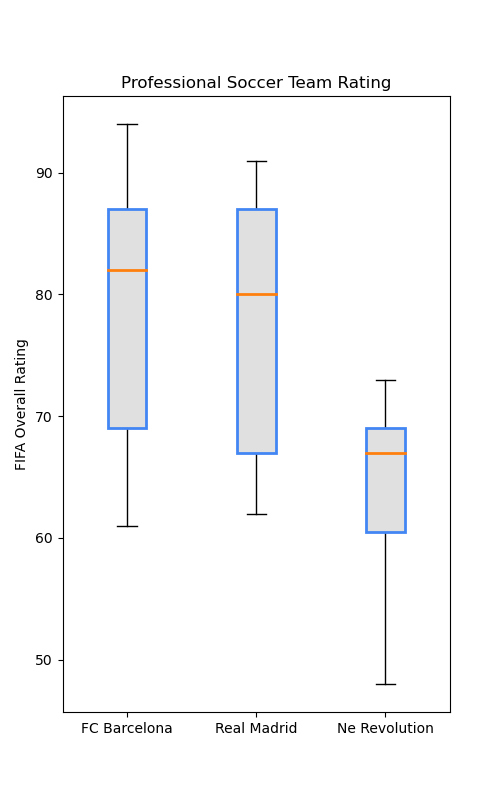 Professional Soccer Team Rating
FIFA Overall Rating
90
80
70
60
50
FC Barcelona
Real Madrid
Ne Revolution